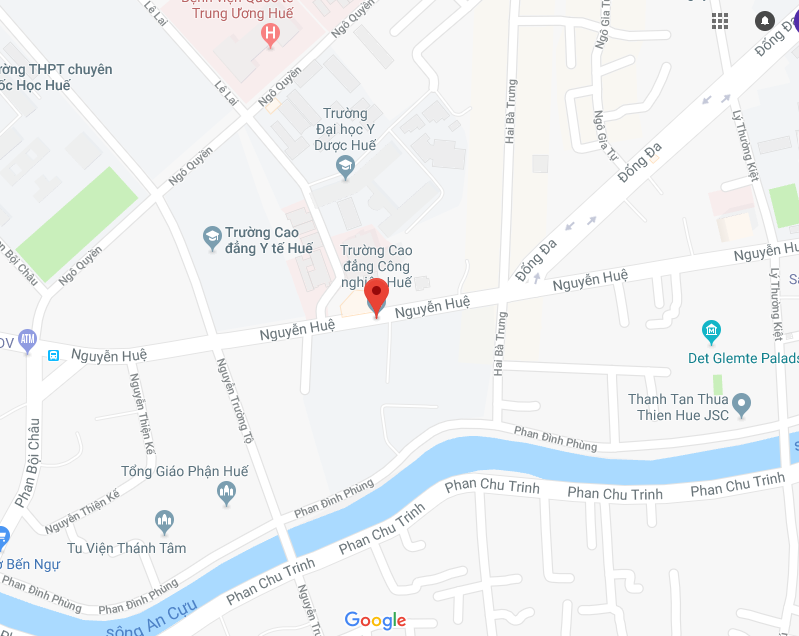 Bệnh viện Quốc tế
Trung Ương Huế
Lê Lai
Ngô Quyền
Ngô Gia Tự
Đống Đa
ường THPT chuyên
ốc Học Huế
Lê Lai
Ngô Quyền
Trường
Đại học Y
Dược Huế
Hai Bà Trưng
Ngô Gia Tự
Lý Thường Kiệt
Đống Đa
Ngô Quyền
Trường Cao
đẳng Y tế Huế
Trường Cao
đẳng Công
nghiệp Huế
Đống Đa
Nguyễn Huệ
Phan Bội Châu
Ngô Quyền
Nguyễn Huệ
Nguyễn Huệ
Nguyễn Huệ
Lý Thường Kiệt
ATM
Nguyễn Huệ
Hai Bà Trưng
Det Glemte Palads
Nguyễn Trường Tộ
Nguyễn Thiện Kế
Thanh Tan Thua
Thien Hue JSC
Phan Bội Châu
Phan Đình Phùng
Tổng Giáo Phận Huế
Phan Đình Phùng
Phan Chu Trinh
Phan Chu Trinh
Phan Chu Trinh
Nguyễn Thiện Kế
Phan Chu Trinh
Tu Viện Thánh Tâm
Bến Ngự
Phan Chu Trinh
Phan Đình Phùng
Phan Đình Phùng
sông An Cựu
Nguyễn Trư
Google